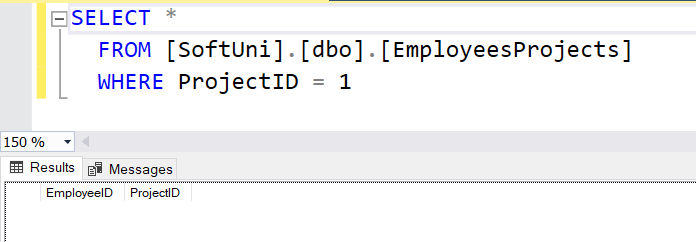 SELECT *
FROM [SoftUni].[dbo].[EmployeesProjects]
WHERE ProjectID = 1
150 %
Results Messages
EmployeeID ProjectID